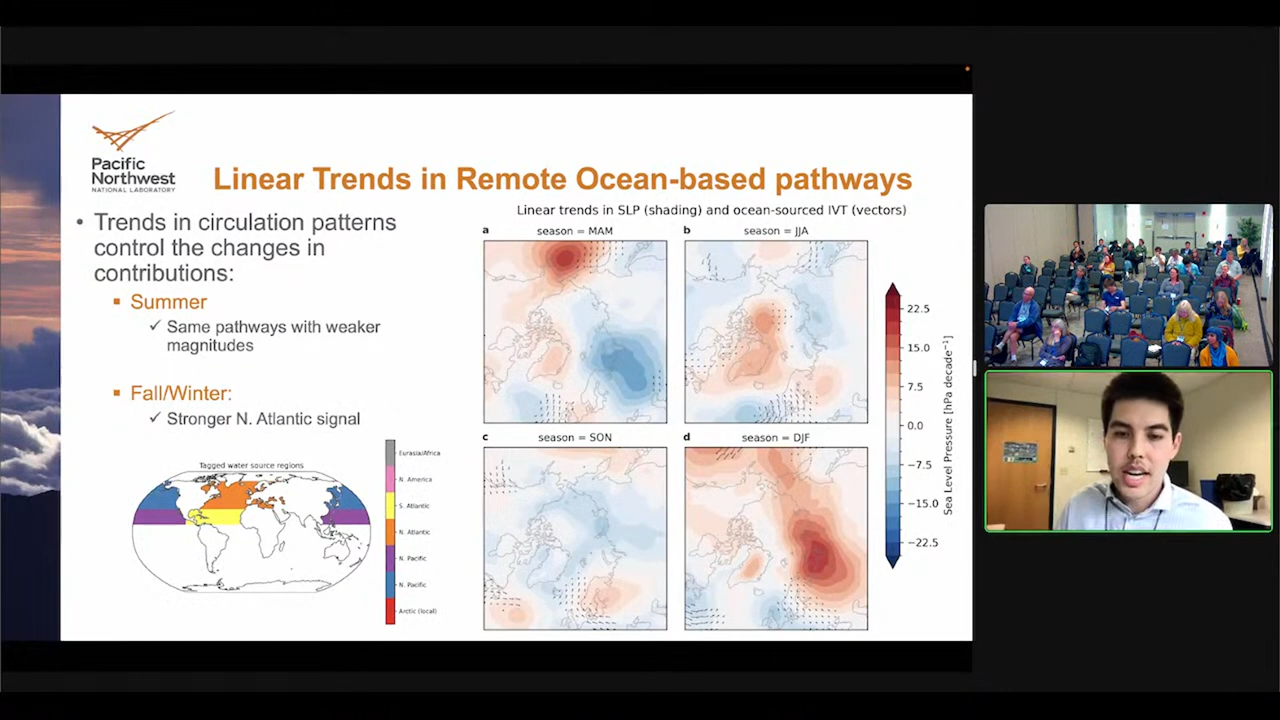 Pacific
Northwest
NATIONAL LABORATORY
Linear Trends in Remote Ocean-based pathways
• Trends in circulation patterns
control the changes in
contributions:
▪ Summer
✓ Same pathways with weaker
magnitudes
▪ Fall/Winter:
✓ Stronger N. Atlantic signal
Tagged water source regions
Eurasia/Africa
N. America
S. Atlantic
N. Atlantic
N. Pacific
N. Pacific
Arctic (local)
Linear trends in SLP (shading) and ocean-sourced IVT (vectors)
a season = MAM
b season = JJA
c season = SON
d season = DJF
22.5
15.0
7.5
0.0
−7.5
−15.0
−22.5
Sea Level Pressure [hPa decade⁻¹]